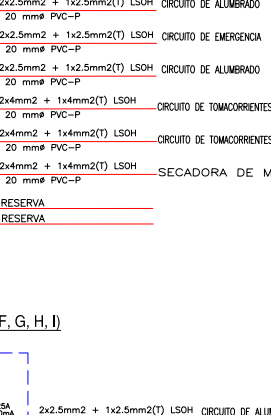 2x2.5mm2 + 1x2.5mm2(T) LSOH CIRCUITO DE ALUMBRADO
20 mmø PVC-P
2x2.5mm2 + 1x2.5mm2(T) LSOH CIRCUITO DE EMERGENCIA
20 mmø PVC-P
2x2.5mm2 + 1x2.5mm2(T) LSOH CIRCUITO DE ALUMBRADO
20 mmø PVC-P
2x4mm2 + 1x4mm2(T) LSOH CIRCUITO DE TOMACORRIENTES
20 mmø PVC-P
2x4mm2 + 1x4mm2(T) LSOH CIRCUITO DE TOMACORRIENTES
20 mmø PVC-P
2x4mm2 + 1x4mm2(T) LSOH SECADORA DE M
20 mmø PVC-P
RESERVA
RESERVA
F, G, H, I)
25A
0mA
2x2.5mm2 + 1x2.5mm2(T) LSOH CIRCUITO DE ALUM